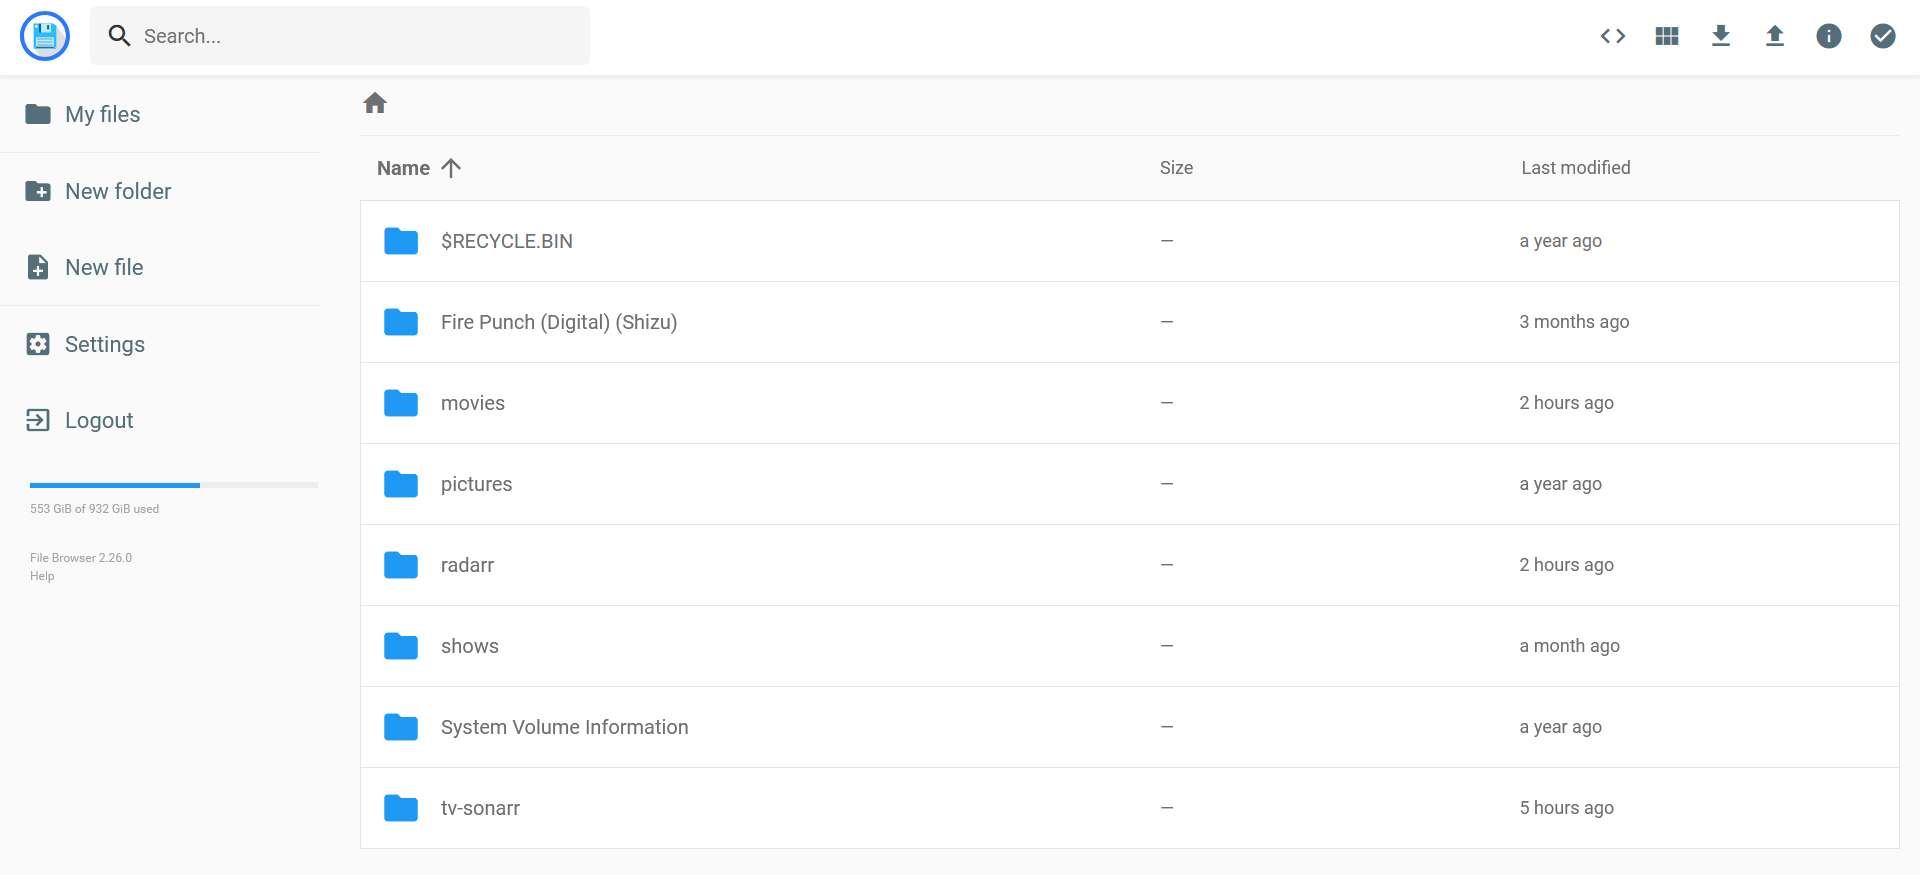 Search...
My files
New folder
New file
Settings
Logout
553 GiB of 932 GiB used
File Browser 2.26.0
Help
Name Size Last modified
$RECYCLE.BIN — a year ago
Fire Punch (Digital) (Shizu) — 3 months ago
movies — 2 hours ago
pictures — a year ago
radarr — 2 hours ago
shows — a month ago
System Volume Information — a year ago
tv-sonarr — 5 hours ago